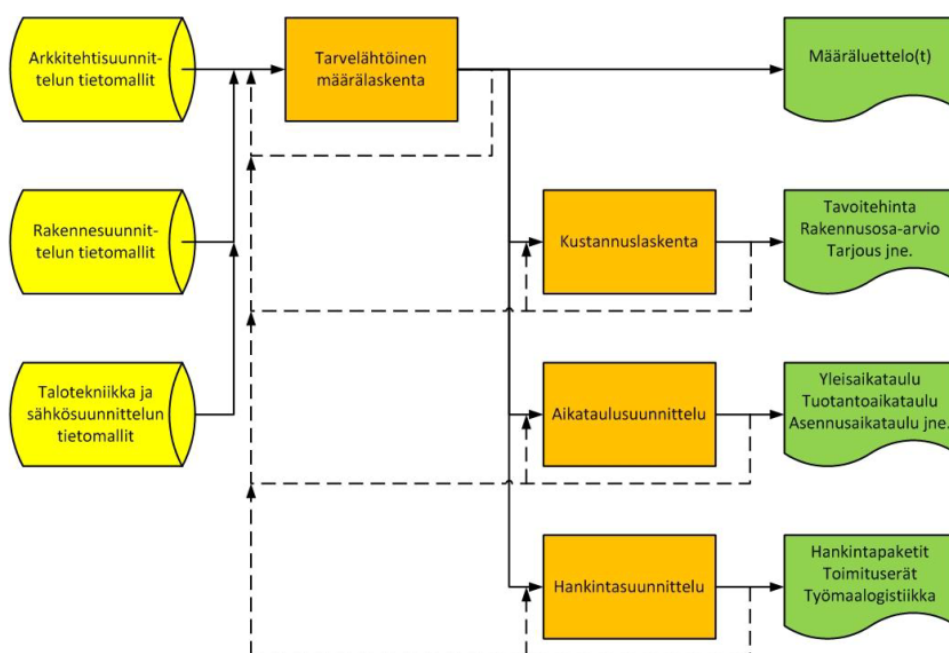 Arkkitehtisuunnit-
telun tietomallit
Tarvelähtöinen
määrälaskenta
Määräluettelo(t)
Rakennesuunnit-
telun tietomallit
Kustannuslaskenta
Tavoitehinta
Rakennusosa-arvio
Tarjous jne.
Talotekniikka ja
sähkösuunnittelun
tietomallit
Aikataulusuunnittelu
Yleisaikataulu
Tuotantoaikataulu
Asennusaikataulu jne.
Hankintasuunnittelu
Hankintapaketit
Toimituserät
Työmaalogistiikka